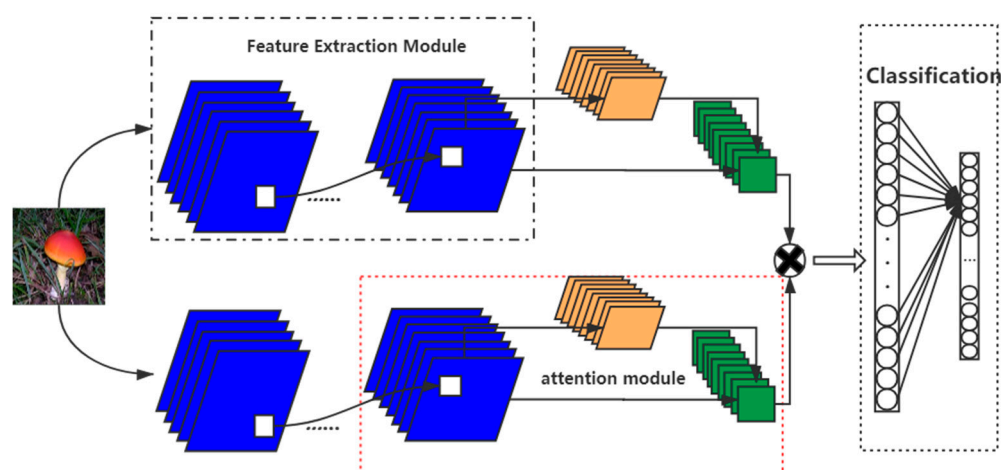 Feature Extraction Module
Classification
......
...
attention module
......